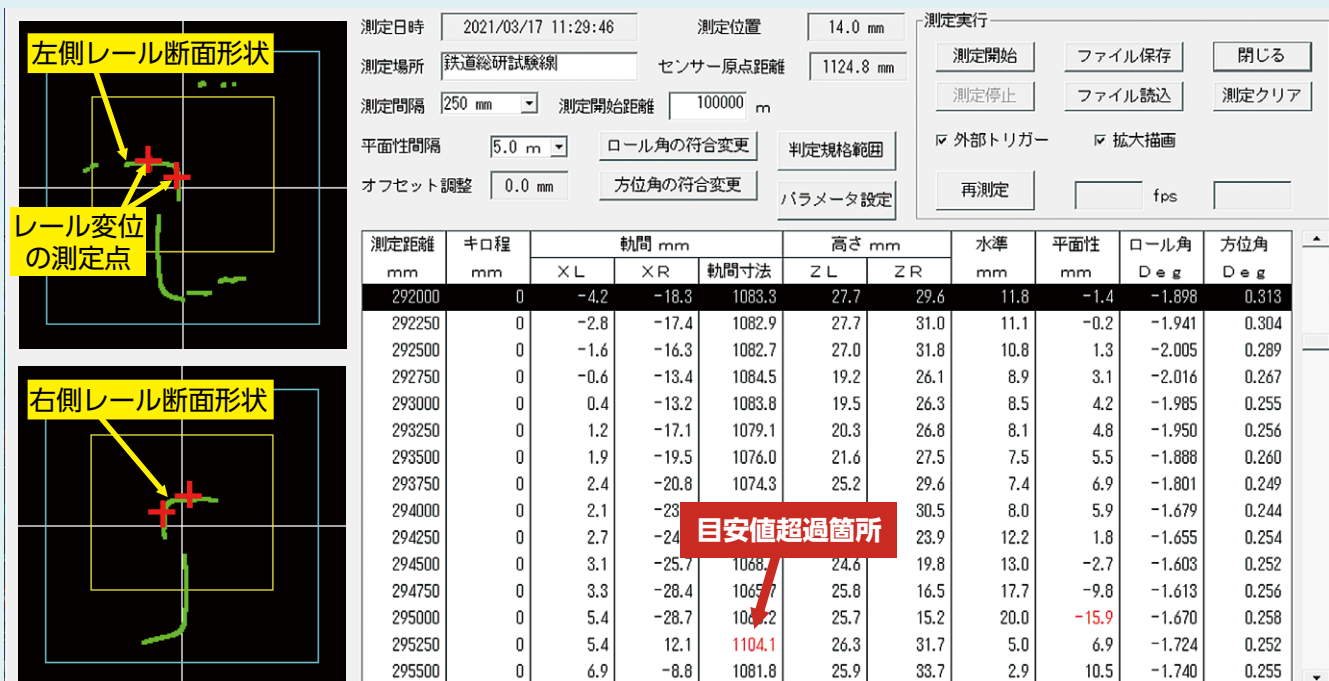 左側レール断面形状
レール変位
の測定点
右側レール断面形状
測定日時 2021/03/17 11:29:46 測定位置 14.0 mm
測定場所 鉄道総研試験線 センサー原点距離 1124.8 mm
測定間隔 250 mm 測定開始距離 100000 m
平面性間隔 5.0 m ロール角の符合変更 判定規格範囲
オフセット調整 0.0 mm 方位角の符合変更 パラメータ設定
測定実行
測定開始 ファイル保存 閉じる
測定停止 ファイル読込 測定クリア
外部トリガー 拡大描画
再測定 fps
測定距離 キロ程 軌間 mm 高さ mm 水準 平面性 ロール角 方位角
mm mm XL XR 軌間寸法 ZL ZR mm mm Deg Deg
292000 0 -4.2 -18.3 1083.3 27.7 29.6 11.8 -1.4 -1.898 0.313
292250 0 -2.8 -17.4 1082.9 27.7 31.0 11.1 -0.2 -1.941 0.304
292500 0 -1.6 -16.3 1082.7 27.0 31.8 10.8 1.3 -2.005 0.289
292750 0 -0.6 -13.4 1084.5 19.2 26.1 8.9 3.1 -2.016 0.267
293000 0 0.4 -13.2 1083.8 19.5 26.3 8.5 4.2 -1.985 0.255
293250 0 1.2 -17.1 1079.1 20.3 26.8 8.1 4.8 -1.950 0.256
293500 0 1.9 -19.5 1076.0 21.6 27.5 7.5 5.5 -1.888 0.260
293750 0 2.4 -20.8 1074.3 25.2 29.6 7.4 6.9 -1.801 0.249
294000 0 2.1 -23 30.5 8.0 5.9 -1.679 0.244
目安値超過箇所
294250 0 2.7 -24 23.9 12.2 1.8 -1.655 0.254
294500 0 3.1 -25.7 1068. 24.6 19.8 13.0 -2.7 -1.603 0.252
294750 0 3.3 -28.4 1065.7 25.8 16.5 17.7 -9.8 -1.613 0.256
295000 0 5.4 -28.7 25.7 15.2 20.0 -15.9 -1.670 0.258
295250 0 5.4 12.1 1104.1 26.3 31.7 5.0 6.9 -1.724 0.252
295500 0 6.9 -8.8 1081.8 25.9 33.7 2.9 10.5 -1.740 0.255